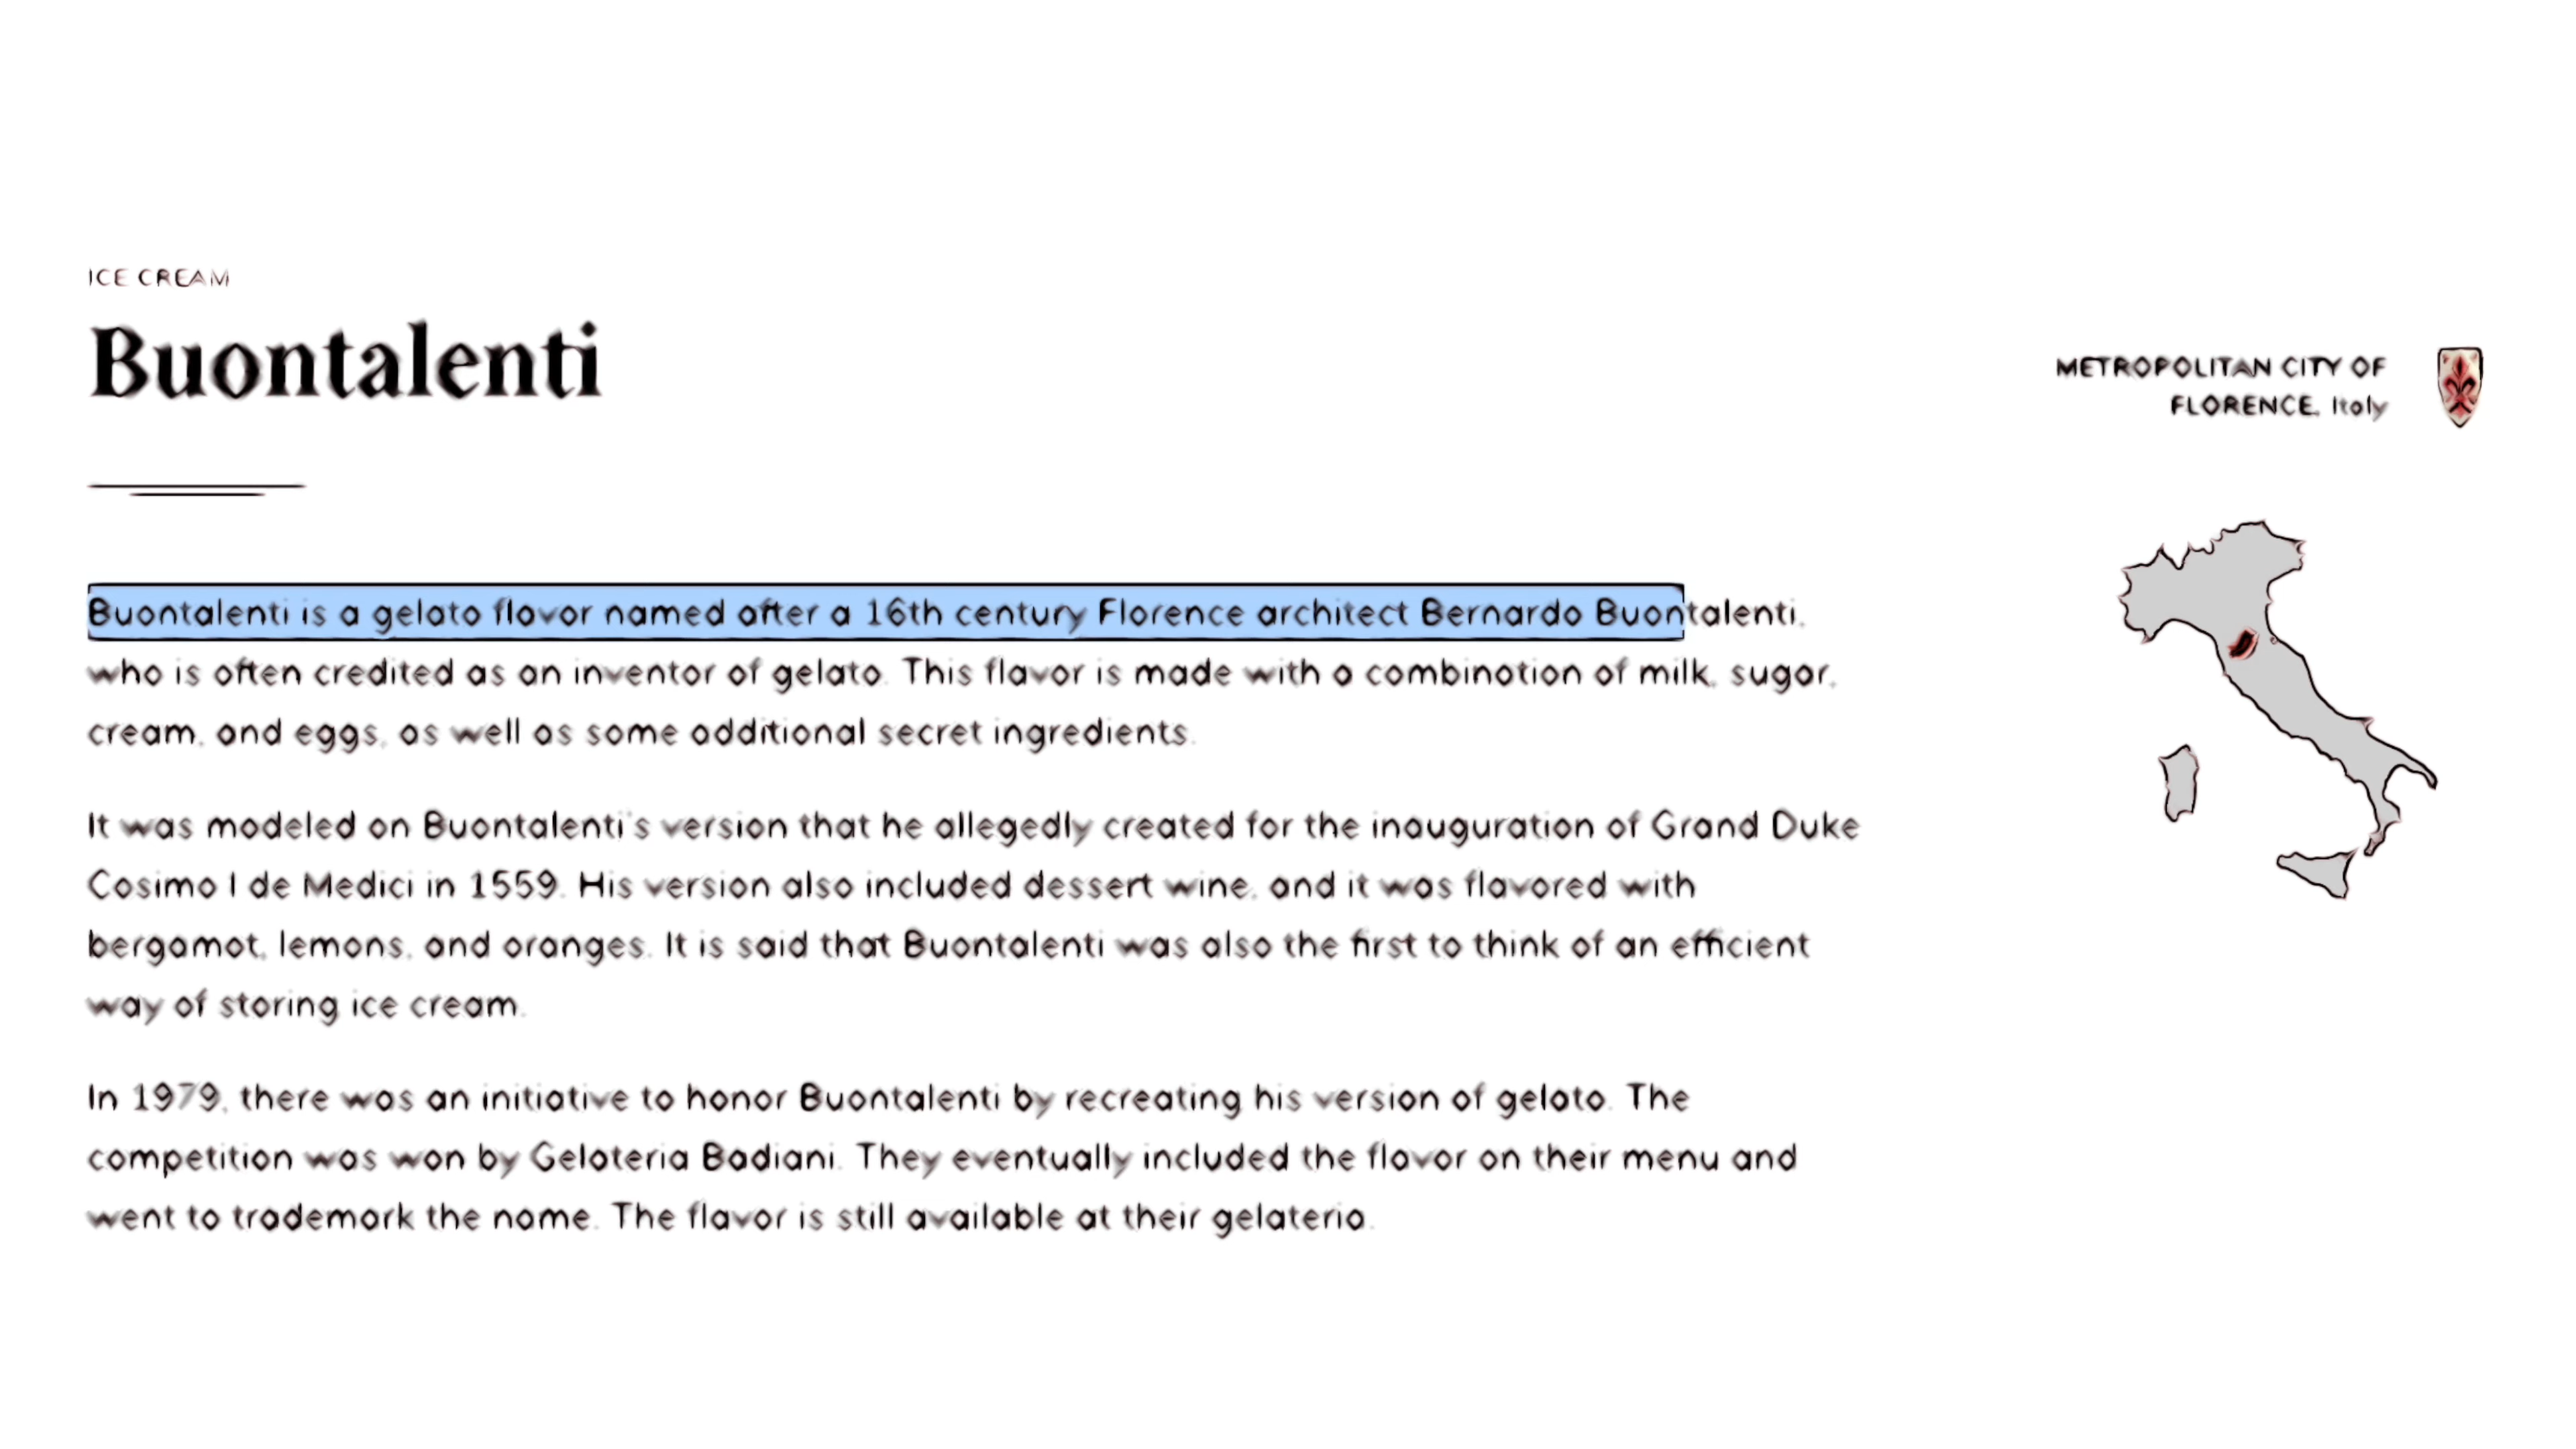 ICE CREAM
Buontalenti
METROPOLITAN CITY OF
FLORENCE, Italy
Buontalenti is a gelato flavor named after a 16th century Florence architect Bernardo Buontalenti,
who is often credited as an inventor of gelato. This flavor is made with a combination of milk, sugar,
cream, and eggs, as well as some additional secret ingredients.
It was modeled on Buontalenti's version that he allegedly created for the inauguration of Grand Duke
Cosimo I de Medici in 1559. His version also included dessert wine, and it was flavored with
bergamot, lemons, and oranges. It is said that Buontalenti was also the first to think of an efficient
way of storing ice cream.
In 1979, there was an initiative to honor Buontalenti by recreating his version of gelato. The
competition was won by Gelateria Badiani. They eventually included the flavor on their menu and
went to trademark the name. The flavor is still available at their gelateria.